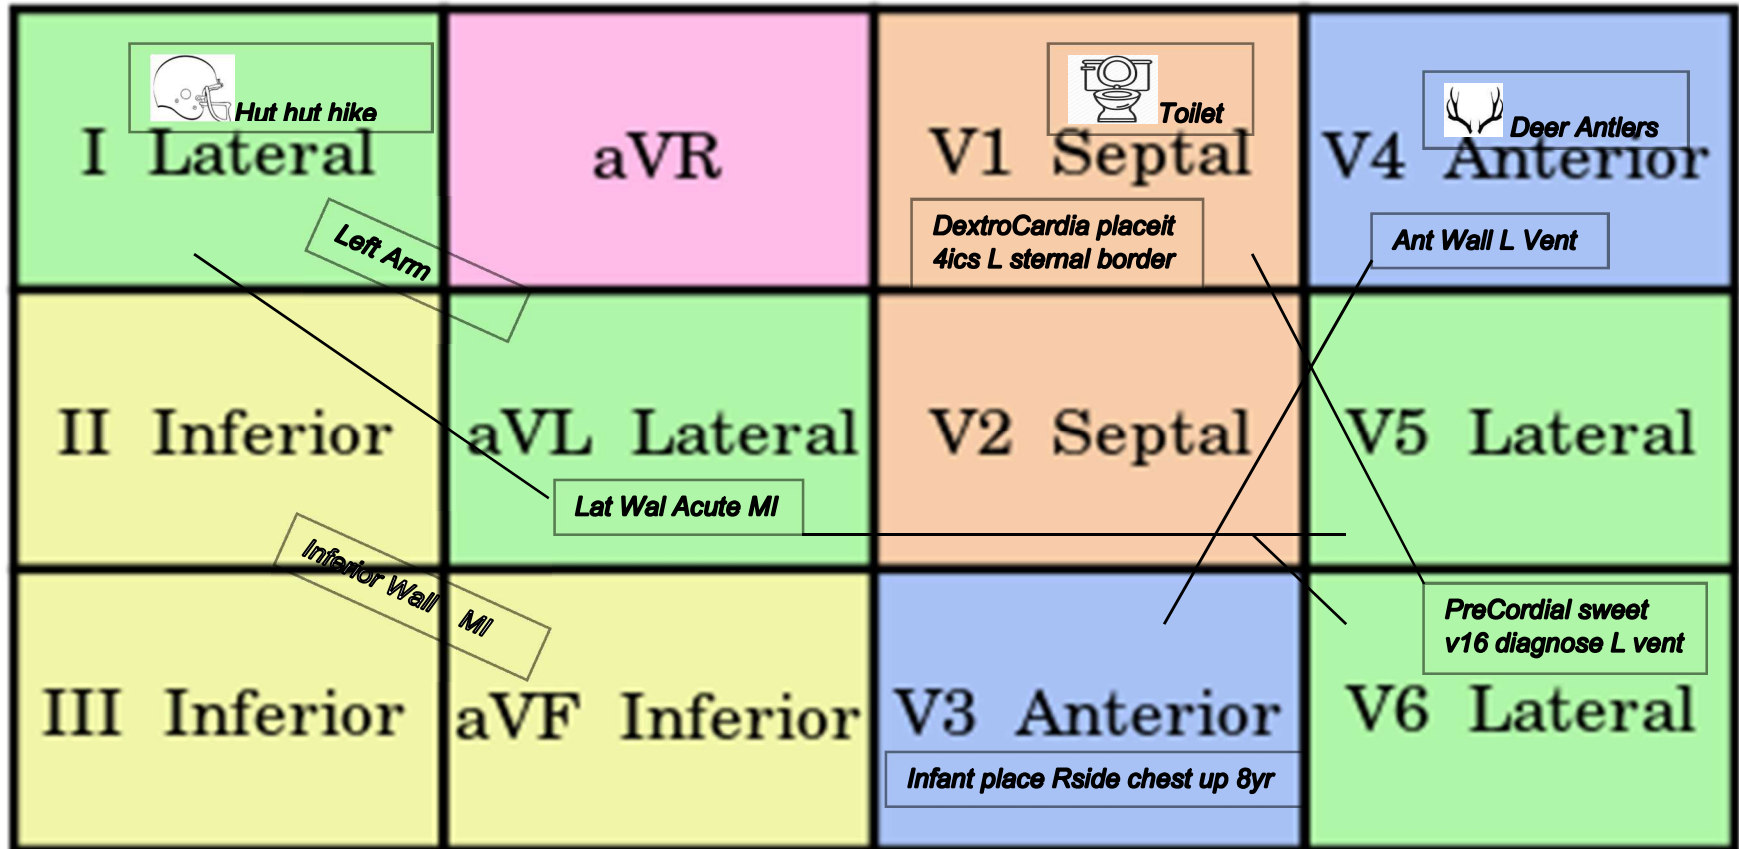 Hut hut hike
I Lateral
Left Arm
aVR
Toilet
V1 Septal
DextroCardia placeit
4ics L sternal border
Deer Antlers
V4 Anterior
Ant Wall L Vent
II Inferior
aVL Lateral
Lat Wal Acute MI
V2 Septal
V5 Lateral
Inferior Wall MI
III Inferior
aVF Inferior
V3 Anterior
Infant place Rside chest up 8yr
PreCordial sweet
v16 diagnose L vent
V6 Lateral